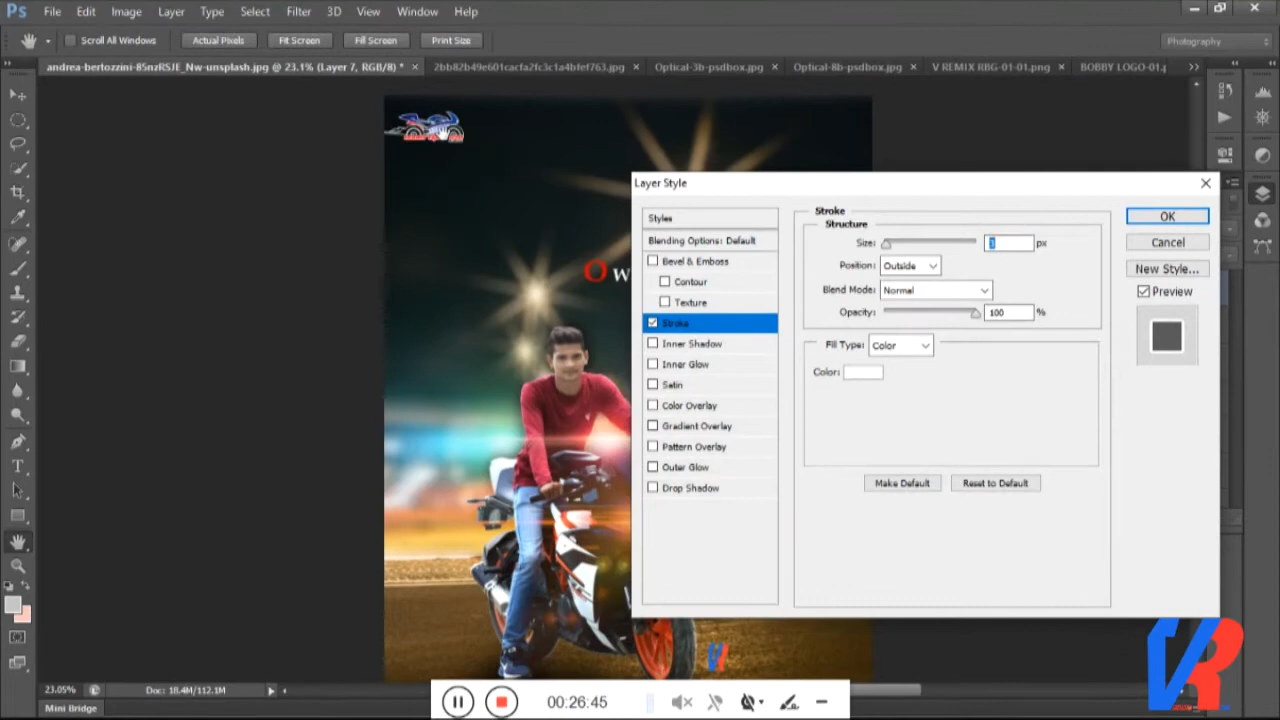 Ps File Edit Image Layer Type Select Filter 3D View Window Help
Scroll All Windows Actual Pixels Fit Screen Fill Screen Print Size Photography
andrea-bertozzini-85nzRSJE_Nw-unsplash.jpg @ 23.1% (Layer 7, RGB/8) * × 2bb82b49e601cacfa2fc3c1a4bfef763.jpg × Optical-3b-psdbox.jpg × Optical-8b-psdbox.jpg × V REMIX RBG-01-01.png × BOBBY LOGO-01.p
O w
Layer Style
Styles
Blending Options: Default
Bevel & Emboss
Contour
Texture
Stroke
Inner Shadow
Inner Glow
Satin
Color Overlay
Gradient Overlay
Pattern Overlay
Outer Glow
Drop Shadow
Stroke
Structure
Size: 3 px
Position: Outside
Blend Mode: Normal
Opacity: 100 %
Fill Type: Color
Color:
Make Default Reset to Default
OK
Cancel
New Style...
Preview
VR
VR
23.05% Doc: 18.4M/112.1M
Mini Bridge
00:26:45